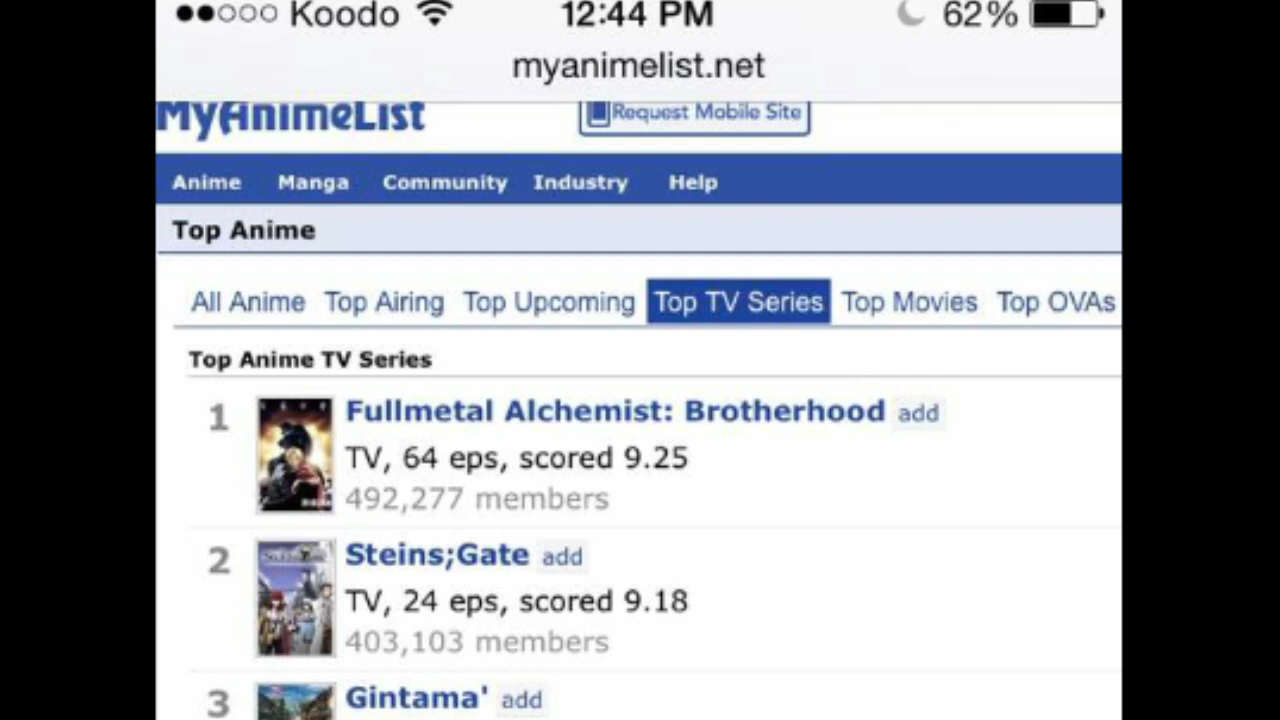 Koodo 12:44 PM 62%
myanimelist.net
MyAnimeList Request Mobile Site
Anime Manga Community Industry Help
Top Anime
All Anime Top Airing Top Upcoming Top TV Series Top Movies Top OVAs
Top Anime TV Series
1 Fullmetal Alchemist: Brotherhood add
TV, 64 eps, scored 9.25
492,277 members
2 Steins;Gate add
TV, 24 eps, scored 9.18
403,103 members
3 Gintama' add